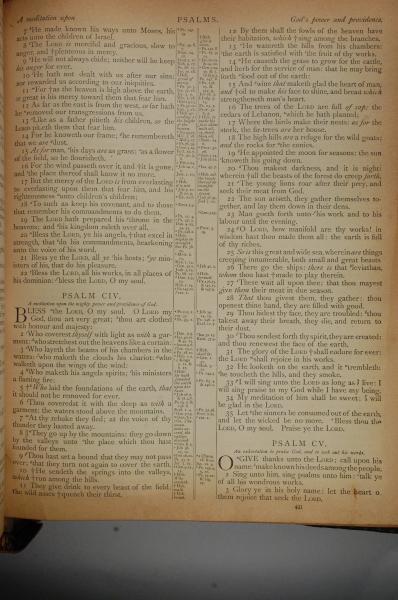 A meditation upon
PSALMS.
God's power and providence.
7 He made known his ways unto Moses, his
acts unto the children of Israel.
8 The LORD is merciful and gracious, slow to
anger, and plenteous in mercy.
9 He will not always chide: neither will he keep
his anger for ever.
10 He hath not dealt with us after our sins;
nor rewarded us according to our iniquities.
11 For as the heaven is high above the earth,
so great is his mercy toward them that fear him.
12 As far as the east is from the west, so far hath
he removed our transgressions from us.
13 Like as a father pitieth his children, so the
LORD pitieth them that fear him.
14 For he knoweth our frame; he remembereth
that we are dust.
15 As for man, his days are as grass: as a flower
of the field, so he flourisheth.
16 For the wind passeth over it, and it is gone;
and the place thereof shall know it no more.
17 But the mercy of the LORD is from everlasting
to everlasting upon them that fear him, and his
righteousness unto children's children;
18 To such as keep his covenant, and to those
that remember his commandments to do them.
19 The LORD hath prepared his throne in the
heavens; and his kingdom ruleth over all.
20 Bless the LORD, ye his angels, that excel in
strength, that do his commandments, hearkening
unto the voice of his word.
21 Bless ye the LORD, all ye his hosts; ye min-
isters of his, that do his pleasure.
22 Bless the LORD, all his works, in all places of
his dominion: bless the LORD, O my soul.
PSALM CIV.
A meditation upon the mighty power and providence of God.
BLESS the LORD, O my soul. O LORD my
God, thou art very great; thou art clothed
with honour and majesty:
2 Who coverest thyself with light as with a gar-
ment: who stretchest out the heavens like a curtain:
3 Who layeth the beams of his chambers in the
waters: who maketh the clouds his chariot: who
walketh upon the wings of the wind:
4 Who maketh his angels spirits; his ministers
a flaming fire:
5 Who laid the foundations of the earth, that
it should not be removed for ever.
6 Thou coveredst it with the deep as with a
garment: the waters stood above the mountains.
7 At thy rebuke they fled; at the voice of thy
thunder they hasted away.
8 They go up by the mountains; they go down
by the valleys unto the place which thou hast
founded for them.
9 Thou hast set a bound that they may not pass
over; that they turn not again to cover the earth.
10 He sendeth the springs into the valleys,
which run among the hills.
11 They give drink to every beast of the field:
the wild asses quench their thirst.
12 By them shall the fowls of the heaven have
their habitation, which sing among the branches.
13 He watereth the hills from his chambers:
the earth is satisfied with the fruit of thy works.
14 He causeth the grass to grow for the cattle,
and herb for the service of man: that he may bring
forth food out of the earth;
15 And wine that maketh glad the heart of man,
and oil to make his face to shine, and bread which
strengtheneth man's heart.
16 The trees of the LORD are full of sap; the
cedars of Lebanon, which he hath planted;
17 Where the birds make their nests: as for the
stork, the fir trees are her house.
18 The high hills are a refuge for the wild goats;
and the rocks for the conies.
19 He appointed the moon for seasons: the sun
knoweth his going down.
20 Thou makest darkness, and it is night:
wherein all the beasts of the forest do creep forth.
21 The young lions roar after their prey, and
seek their meat from God.
22 The sun ariseth, they gather themselves to-
gether, and lay them down in their dens.
23 Man goeth forth unto his work and to his
labour until the evening.
24 O LORD, how manifold are thy works! in
wisdom hast thou made them all: the earth is full
of thy riches.
25 So is this great and wide sea, wherein are things
creeping innumerable, both small and great beasts
26 There go the ships: there is that leviathan,
whom thou hast made to play therein.
27 These wait all upon thee; that thou mayest
give them their meat in due season.
28 That thou givest them, they gather: thou
openest thine hand, they are filled with good.
29 Thou hidest thy face, they are troubled: thou
takest away their breath, they die, and return to
their dust.
30 Thou sendest forth thy spirit, they are created:
and thou renewest the face of the earth.
31 The glory of the LORD shall endure for ever:
the LORD shall rejoice in his works.
32 He looketh on the earth, and it trembleth:
he toucheth the hills, and they smoke.
33 I will sing unto the LORD as long as I live: I
will sing praise to my God while I have my being.
34 My meditation of him shall be sweet: I will
be glad in the LORD.
35 Let the sinners be consumed out of the earth,
and let the wicked be no more. Bless thou the
LORD, O my soul. Praise ye the LORD.
PSALM CV.
An exhortation to praise God, and to seek out his works.
O GIVE thanks unto the LORD; call upon his
name: make known his deeds among the people.
2 Sing unto him, sing psalms unto him: talk ye
of all his wondrous works.
3 Glory ye in his holy name: let the heart of
them rejoice that seek the LORD.